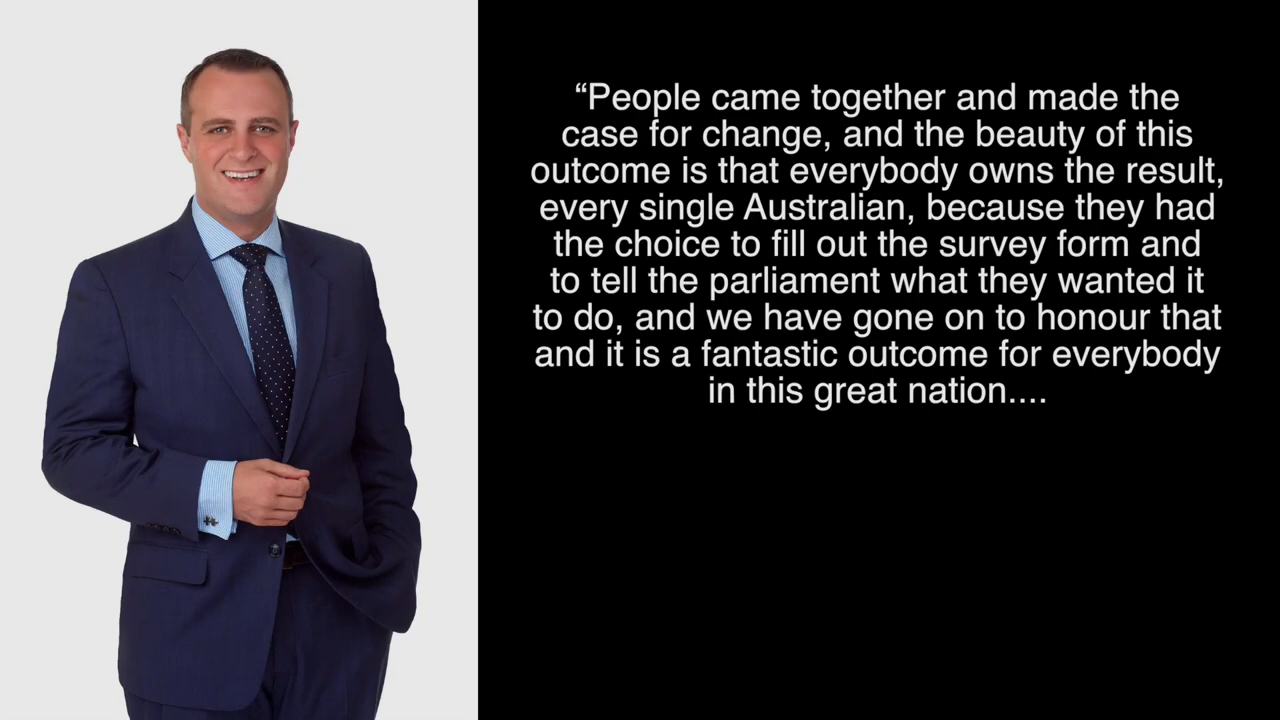 “People came together and made the
case for change, and the beauty of this
outcome is that everybody owns the result,
every single Australian, because they had
the choice to fill out the survey form and
to tell the parliament what they wanted it
to do, and we have gone on to honour that
and it is a fantastic outcome for everybody
in this great nation....